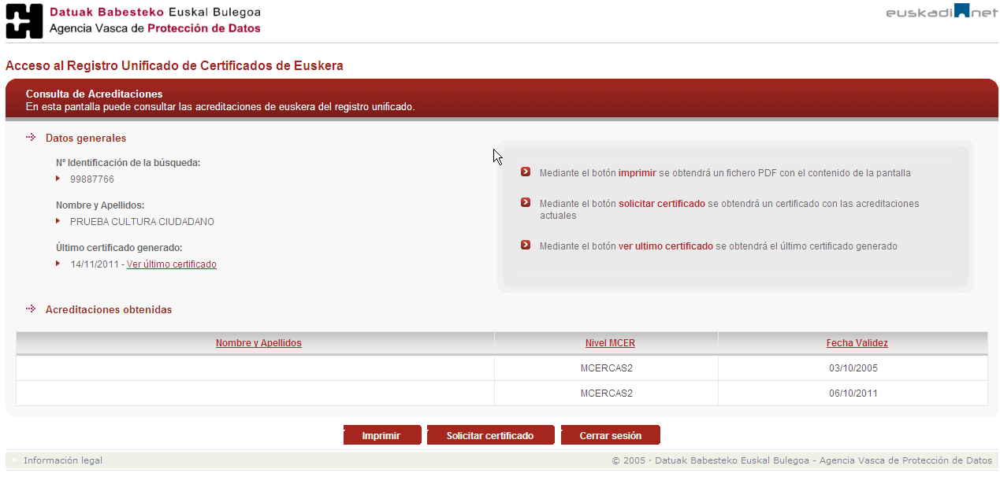 Datuak Babesteko Euskal Bulegoa
Agencia Vasca de Protección de Datos
euskadi.net
Acceso al Registro Unificado de Certificados de Euskera
Consulta de Acreditaciones
En esta pantalla puede consultar las acreditaciones de euskera del registro unificado.
Datos generales
Nº Identificación de la búsqueda:
99887766
Nombre y Apellidos:
PRUEBA CULTURA CIUDADANO
Último certificado generado:
14/11/2011 - Ver último certificado
Mediante el botón imprimir se obtendrá un fichero PDF con el contenido de la pantalla
Mediante el botón solicitar certificado se obtendrá un certificado con las acreditaciones
actuales
Mediante el botón ver ultimo certificado se obtendrá el último certificado generado
Acreditaciones obtenidas
Nombre y Apellidos Nivel MCER Fecha Validez
MCERCAS2 03/10/2005
MCERCAS2 06/10/2011
Imprimir Solicitar certificado Cerrar sesión
Información legal © 2005 · Datuak Babesteko Euskal Bulegoa - Agencia Vasca de Protección de Datos